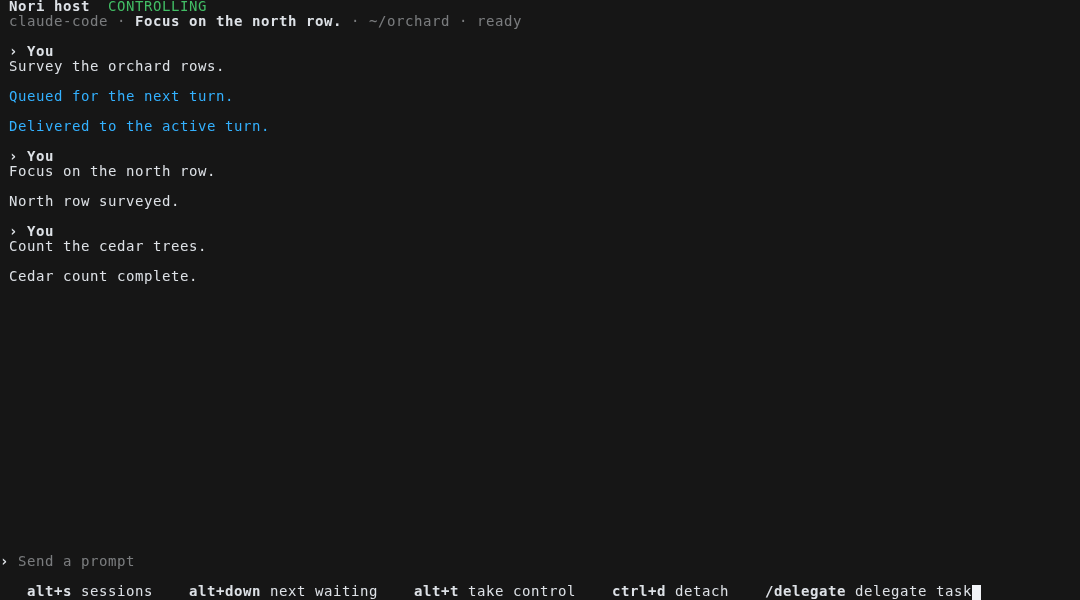 Nori host  CONTROLLING
claude-code · Focus on the north row. · ~/orchard · ready
› You
Survey the orchard rows.
Queued for the next turn.
Delivered to the active turn.
› You
Focus on the north row.
North row surveyed.
› You
Count the cedar trees.
Cedar count complete.
› Send a prompt
alt+s sessions    alt+down next waiting    alt+t take control    ctrl+d detach    /delegate delegate task